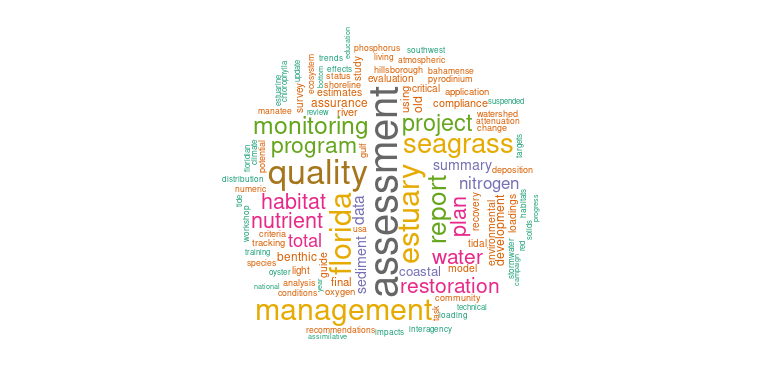 education
phosphorus
southwest
trends
living
atmospheric
chlorophylla
estuarine
update
ecosystem
bottom
effects
status
study
hillsborough
bahamense
evaluation
pyrodinium
survey
shoreline
estimates
using
critical
application
old
compliance
suspended
manatee
review
assurance
river
watershed
attenuation
change
monitoring
project
program
seagrass
targets
floridian
climate
potential
gulf
quality
assessment
summary
deposition
distribution
numeric
nitrogen
habitat
florida
data
estuary
report
plan
recovery
environmental
development
loadings
habitats
progress
tide
workshop
nutrient
usa
criteria
tracking
total
tidal
red
solids
training
benthic
guide
sediment
water
stormwater
campaign
species
oyster
light
coastal
model
national
analysis
year
final
restoration
conditions
oxygen
community
management
task
technical
loading
recommendations
impacts
interagency
assimilative